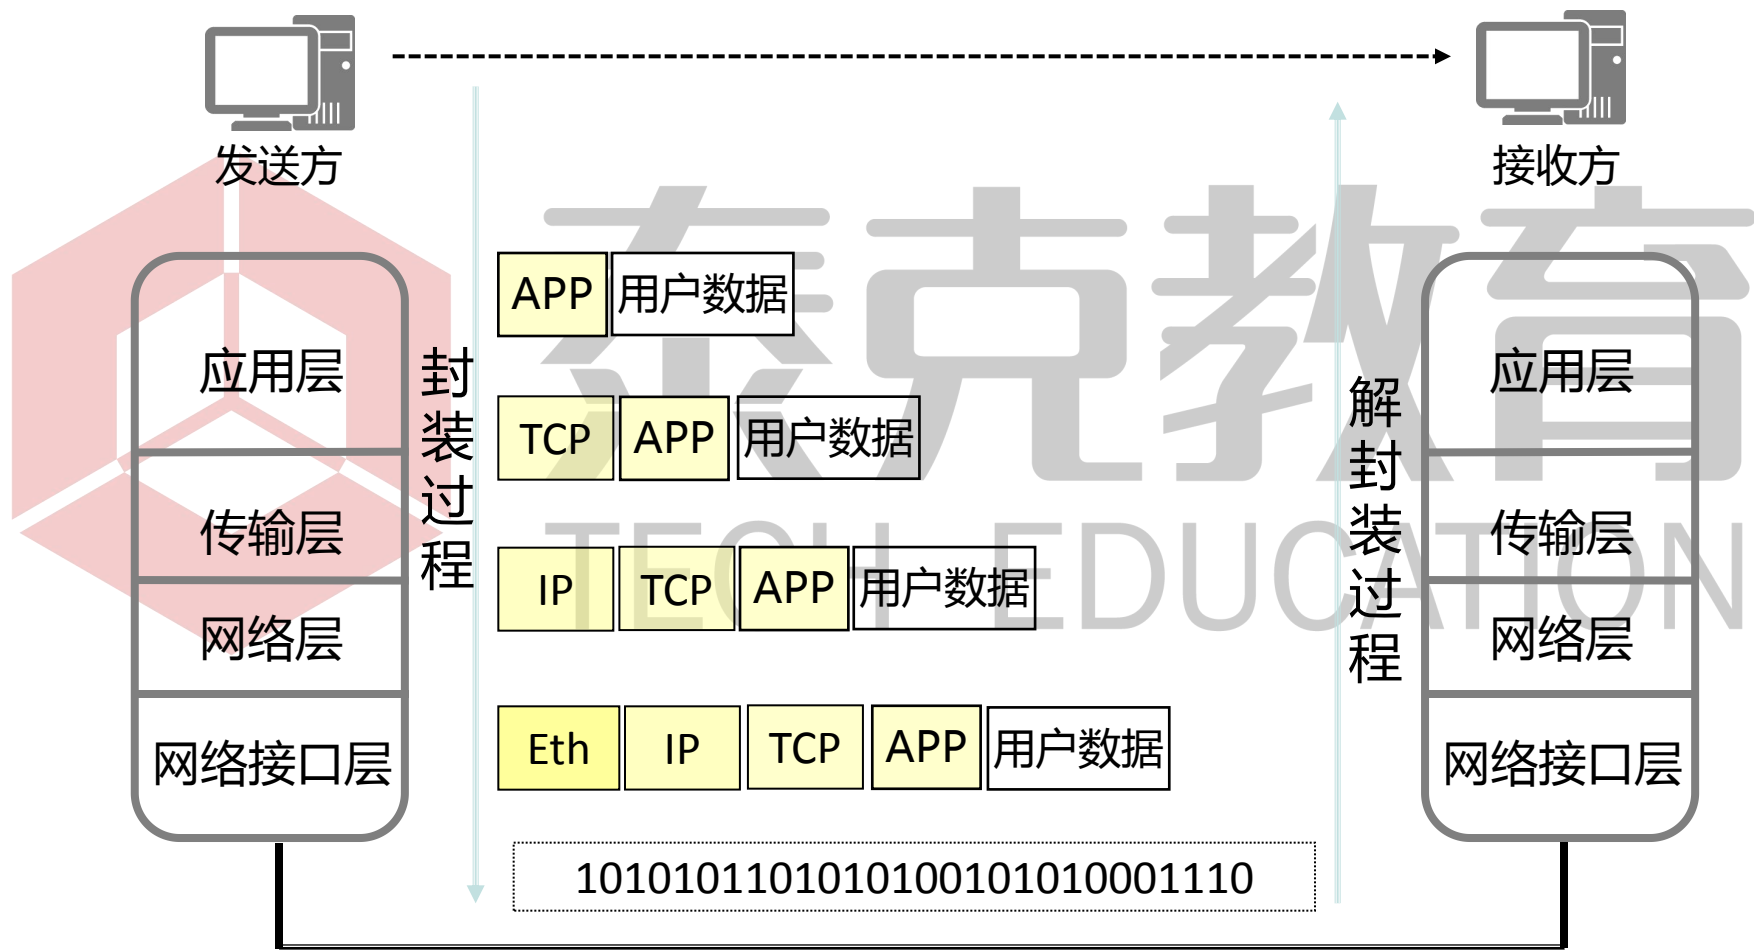 发送方
接收方
泰克教育
TECH EDUCATION
APP 用户数据
应用层
应用层
封装过程
解封装过程
TCP APP 用户数据
传输层
传输层
IP TCP APP 用户数据
网络层
网络层
Eth IP TCP APP 用户数据
网络接口层
网络接口层
1010101101010100101010001110